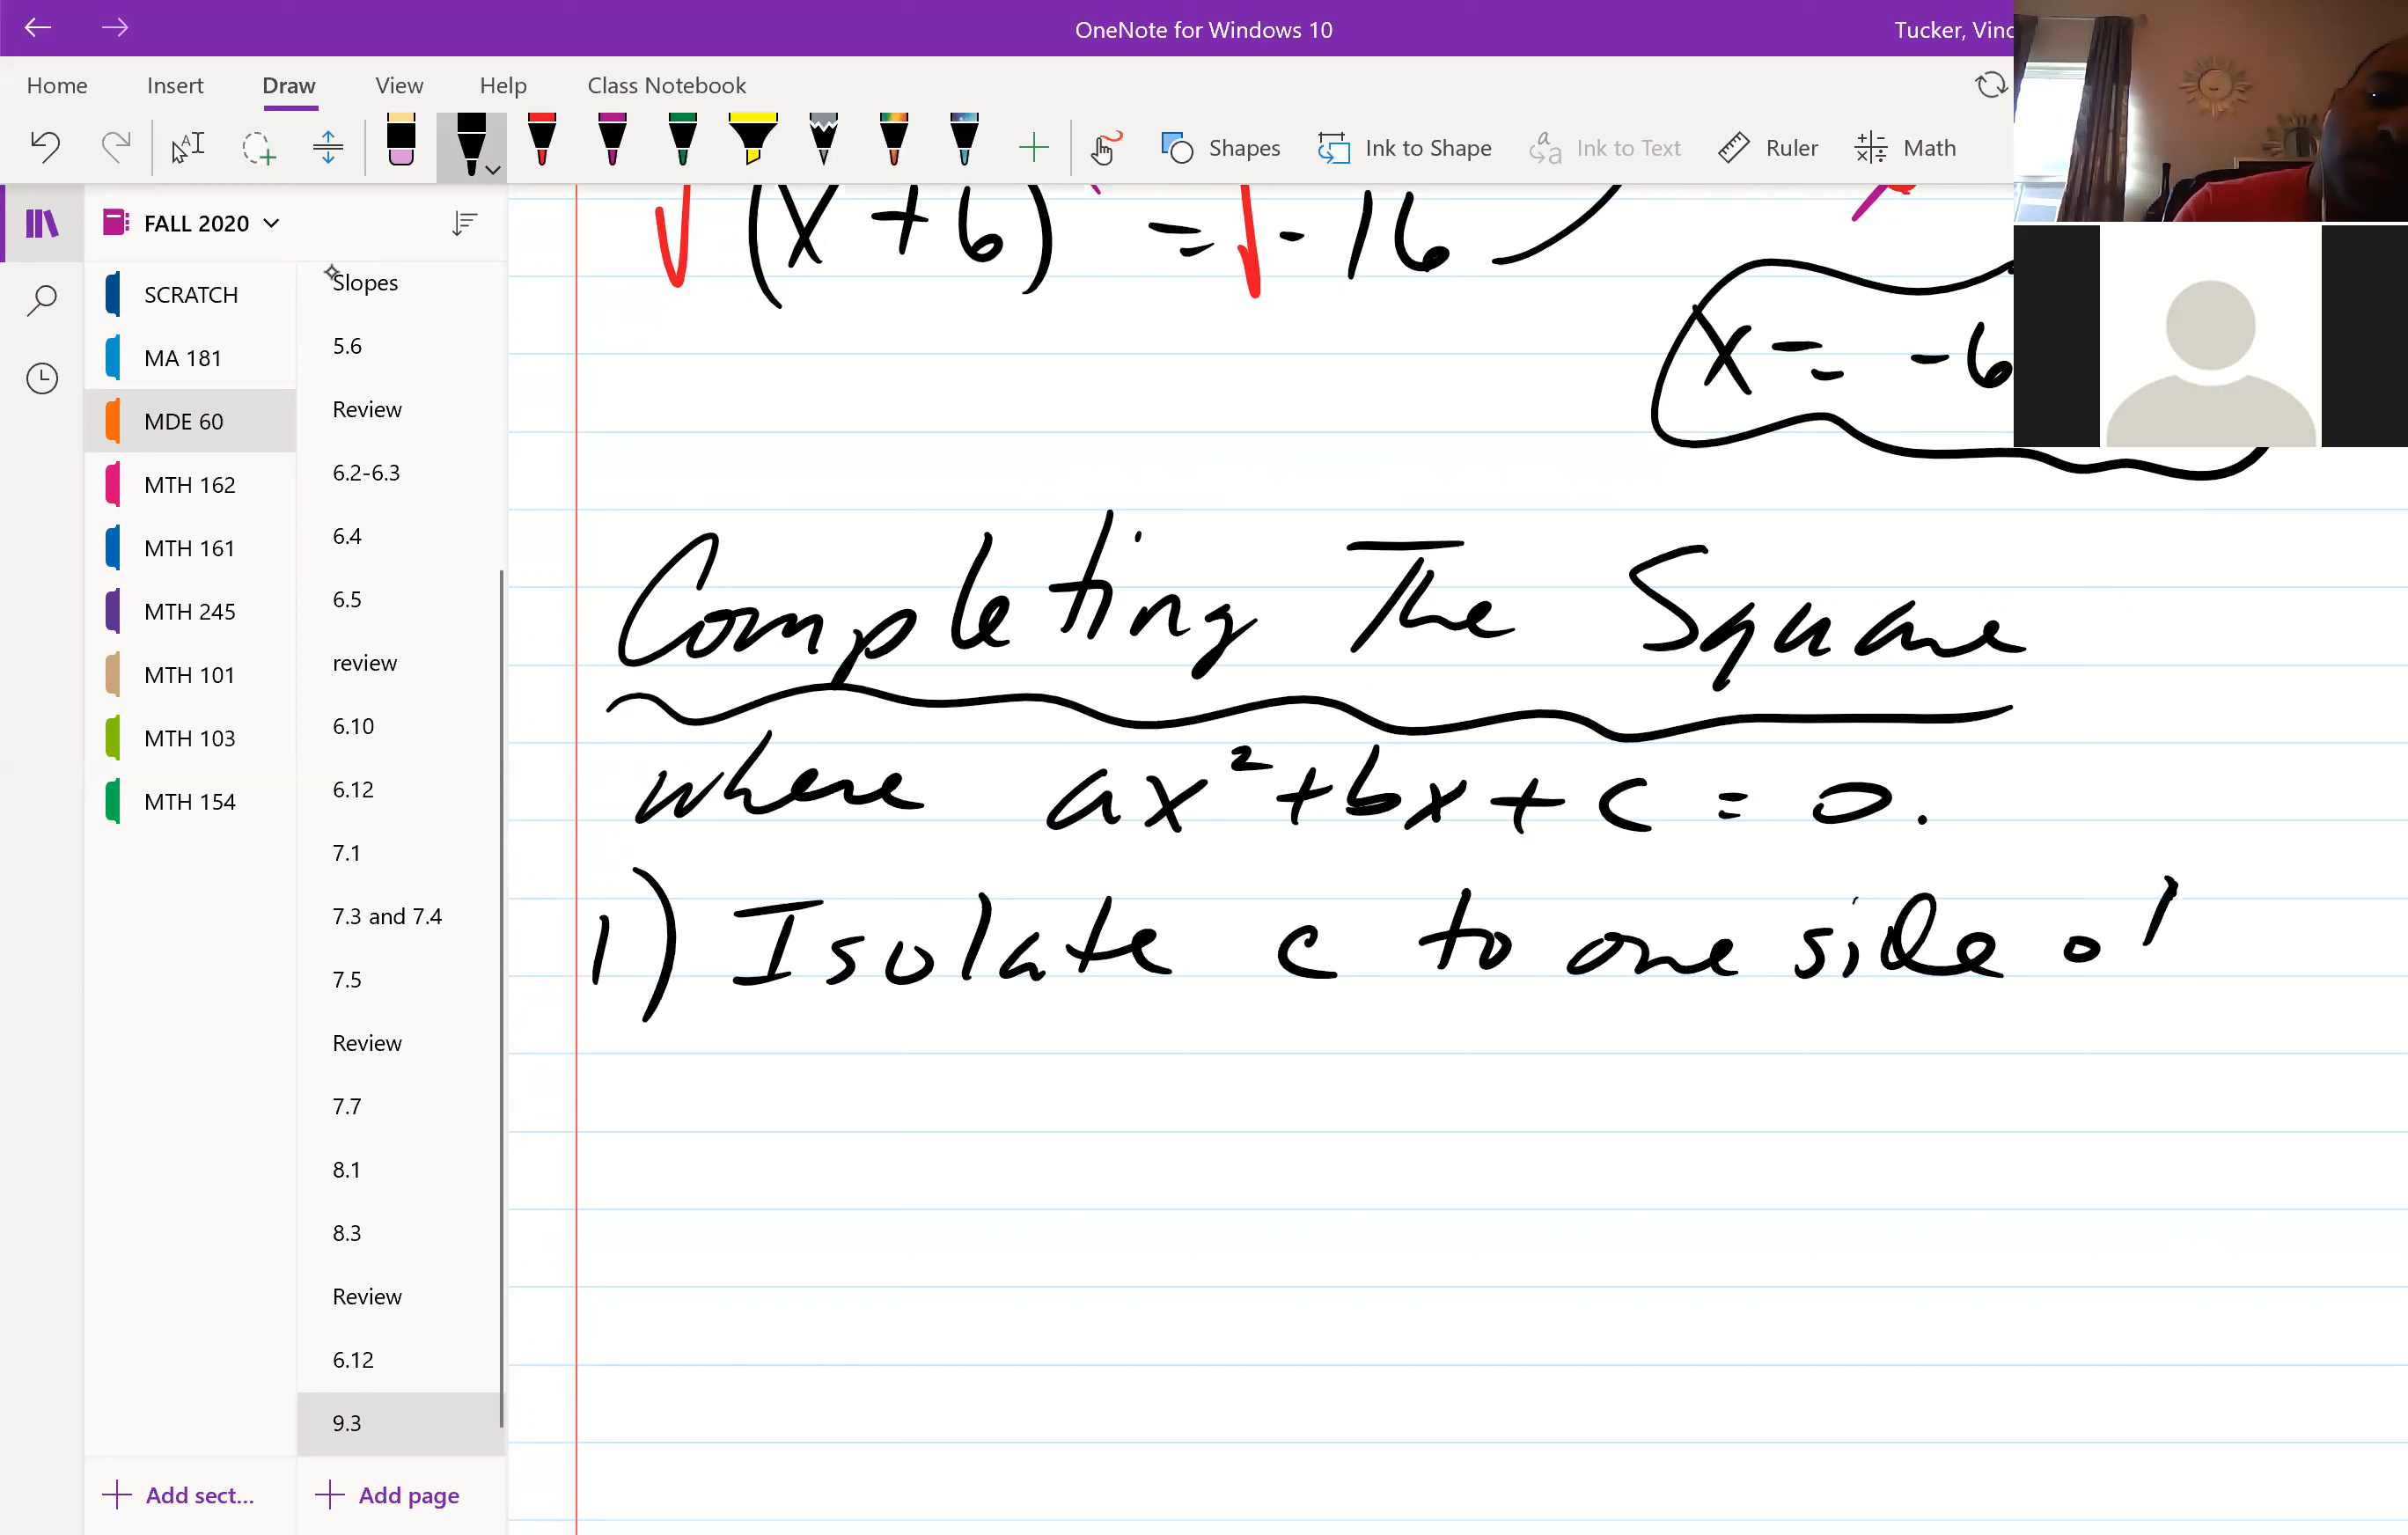 OneNote for Windows 10
Tucker, Vinc
Home Insert Draw View Help Class Notebook
Shapes Ink to Shape Ink to Text Ruler Math
FALL 2020
SCRATCH
MA 181
MDE 60
MTH 162
MTH 161
MTH 245
MTH 101
MTH 103
MTH 154
Add sect...
Slopes
5.6
Review
6.2-6.3
6.4
6.5
review
6.10
6.12
7.1
7.3 and 7.4
7.5
Review
7.7
8.1
8.3
Review
6.12
9.3
Add page
√(x+6) = √-16
x = -6
Completing The Square
where ax²+bx+c = 0.
1) Isolate c to one side o